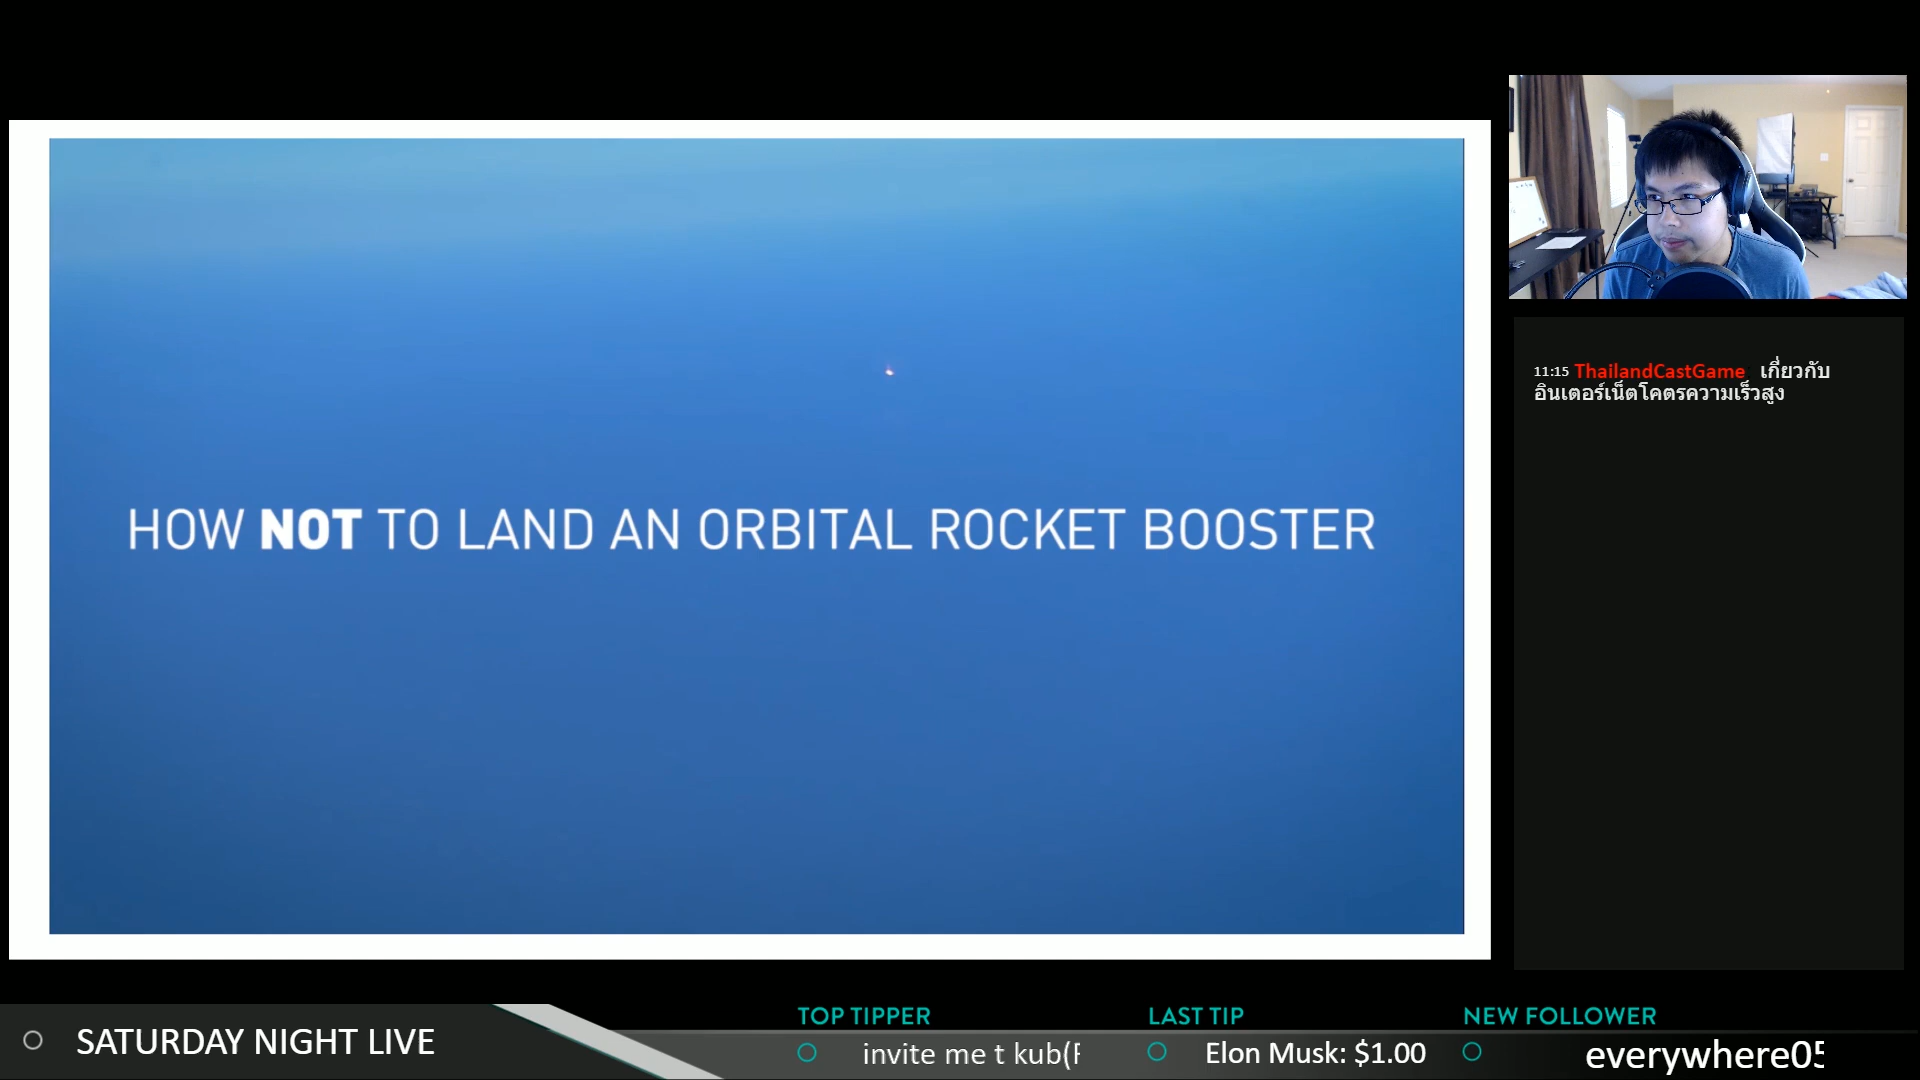 HOW NOT TO LAND AN ORBITAL ROCKET BOOSTER
11:15 ThailandCastGame เกี่ยวกับ
อินเตอร์เน็ตโคตรความเร็วสูง
SATURDAY NIGHT LIVE
TOP TIPPER
invite me t kub(
LAST TIP
Elon Musk: $1.00
NEW FOLLOWER
everywhere05